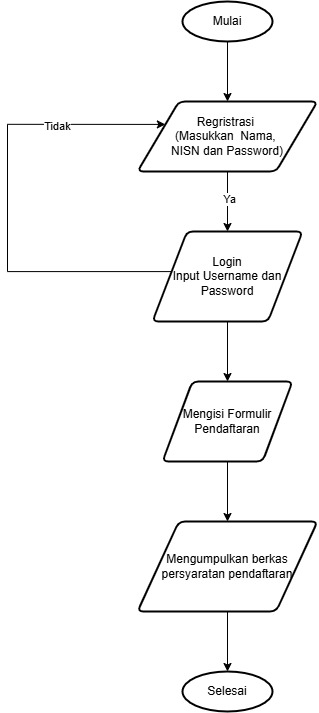 Mulai
Regristrasi
(Masukkan Nama,
NISN dan Password)
Tidak
Ya
Login
Input Username dan
Password
Mengisi Formulir
Pendaftaran
Mengumpulkan berkas
persyaratan pendaftaran
Selesai